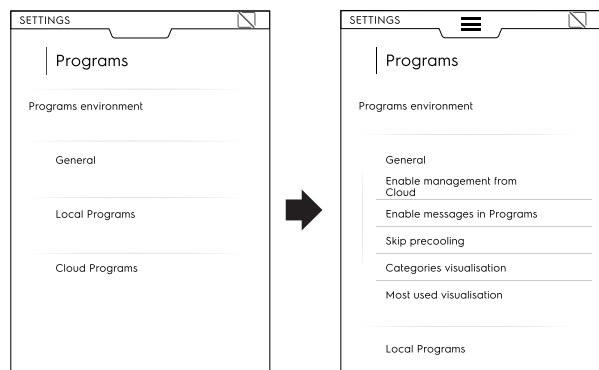 SETTINGS
Programs
Programs environment
General
Local Programs
Cloud Programs
SETTINGS
Programs
Programs environment
General
Enable management from
Cloud
Enable messages in Programs
Skip precooling
Categories visualisation
Most used visualisation
Local Programs